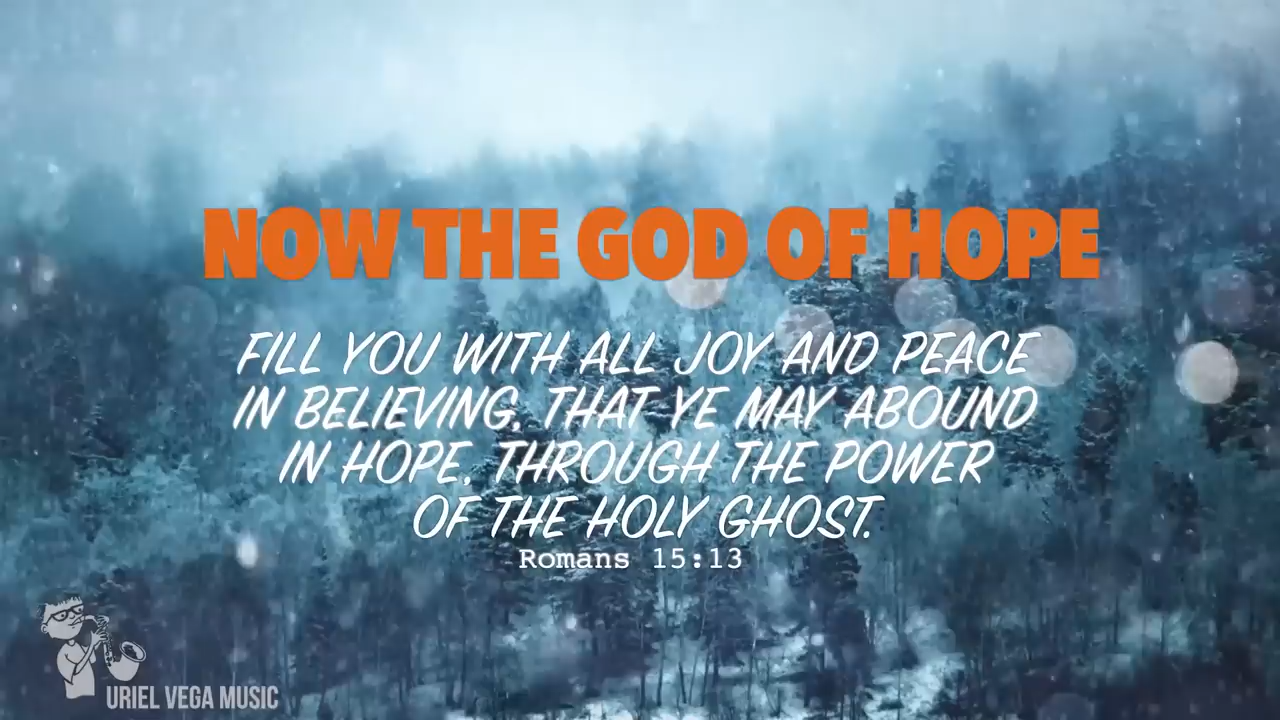 NOW THE GOD OF HOPE
FILL YOU WITH ALL JOY AND PEACE
IN BELIEVING, THAT YE MAY ABOUND
IN HOPE, THROUGH THE POWER
OF THE HOLY GHOST.
Romans 15:13
URIEL VEGA MUSIC